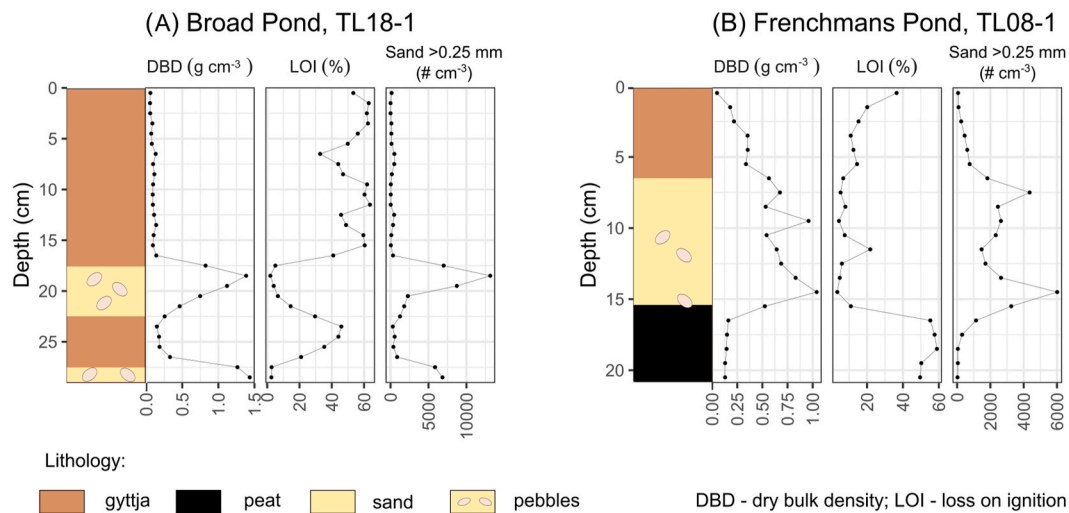 (A) Broad Pond, TL18-1
(B) Frenchmans Pond, TL08-1
DBD (g cm⁻³)
LOI (%)
Sand >0.25 mm
(# cm⁻³)
DBD (g cm⁻³)
LOI (%)
Sand >0.25 mm
(# cm⁻³)
Depth (cm)
0
5
10
15
20
25
0.0
0.5
1.0
1.5
0
20
40
60
0
5000
10000
Depth (cm)
0
5
10
15
20
0.00
0.25
0.50
0.75
1.00
20
40
60
0
2000
4000
6000
Lithology:
gyttja
peat
sand
pebbles
DBD - dry bulk density; LOI - loss on ignition